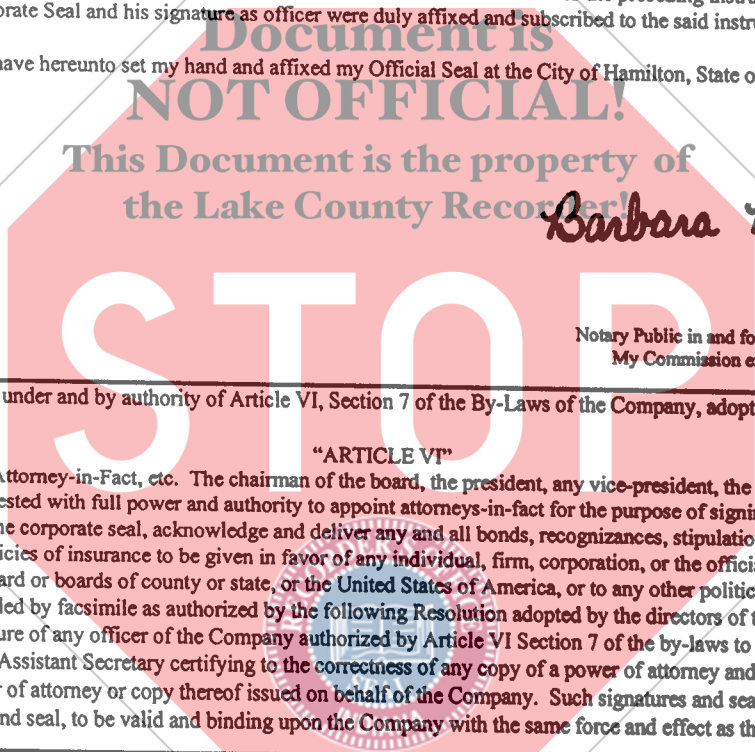 orate Seal and his signature as officer were duly affixed and subscribed to the said instru
Document is
have hereunto set my hand and affixed my Official Seal at the City of Hamilton, State o
NOT OFFICIAL!
This Document is the property of
the Lake County Recorder!
Barbara
STOP
Notary Public in and fo
My Commission e
under and by authority of Article VI, Section 7 of the By-Laws of the Company, adopt
"ARTICLE VI"
Attorney-in-Fact, etc. The chairman of the board, the president, any vice-president, the
ested with full power and authority to appoint attorneys-in-fact for the purpose of signi
he corporate seal, acknowledge and deliver any and all bonds, recognizances, stipulatio
icies of insurance to be given in favor of any individual, firm, corporation, or the officia
ard or boards of county or state, or the United States of America, or to any other politic
led by facsimile as authorized by the following Resolution adopted by the directors of t
ure of any officer of the Company authorized by Article VI Section 7 of the by-laws to
Assistant Secretary certifying to the correctness of any copy of a power of attorney and
r of attorney or copy thereof issued on behalf of the Company. Such signatures and sea
nd seal, to be valid and binding upon the Company with the same force and effect as th